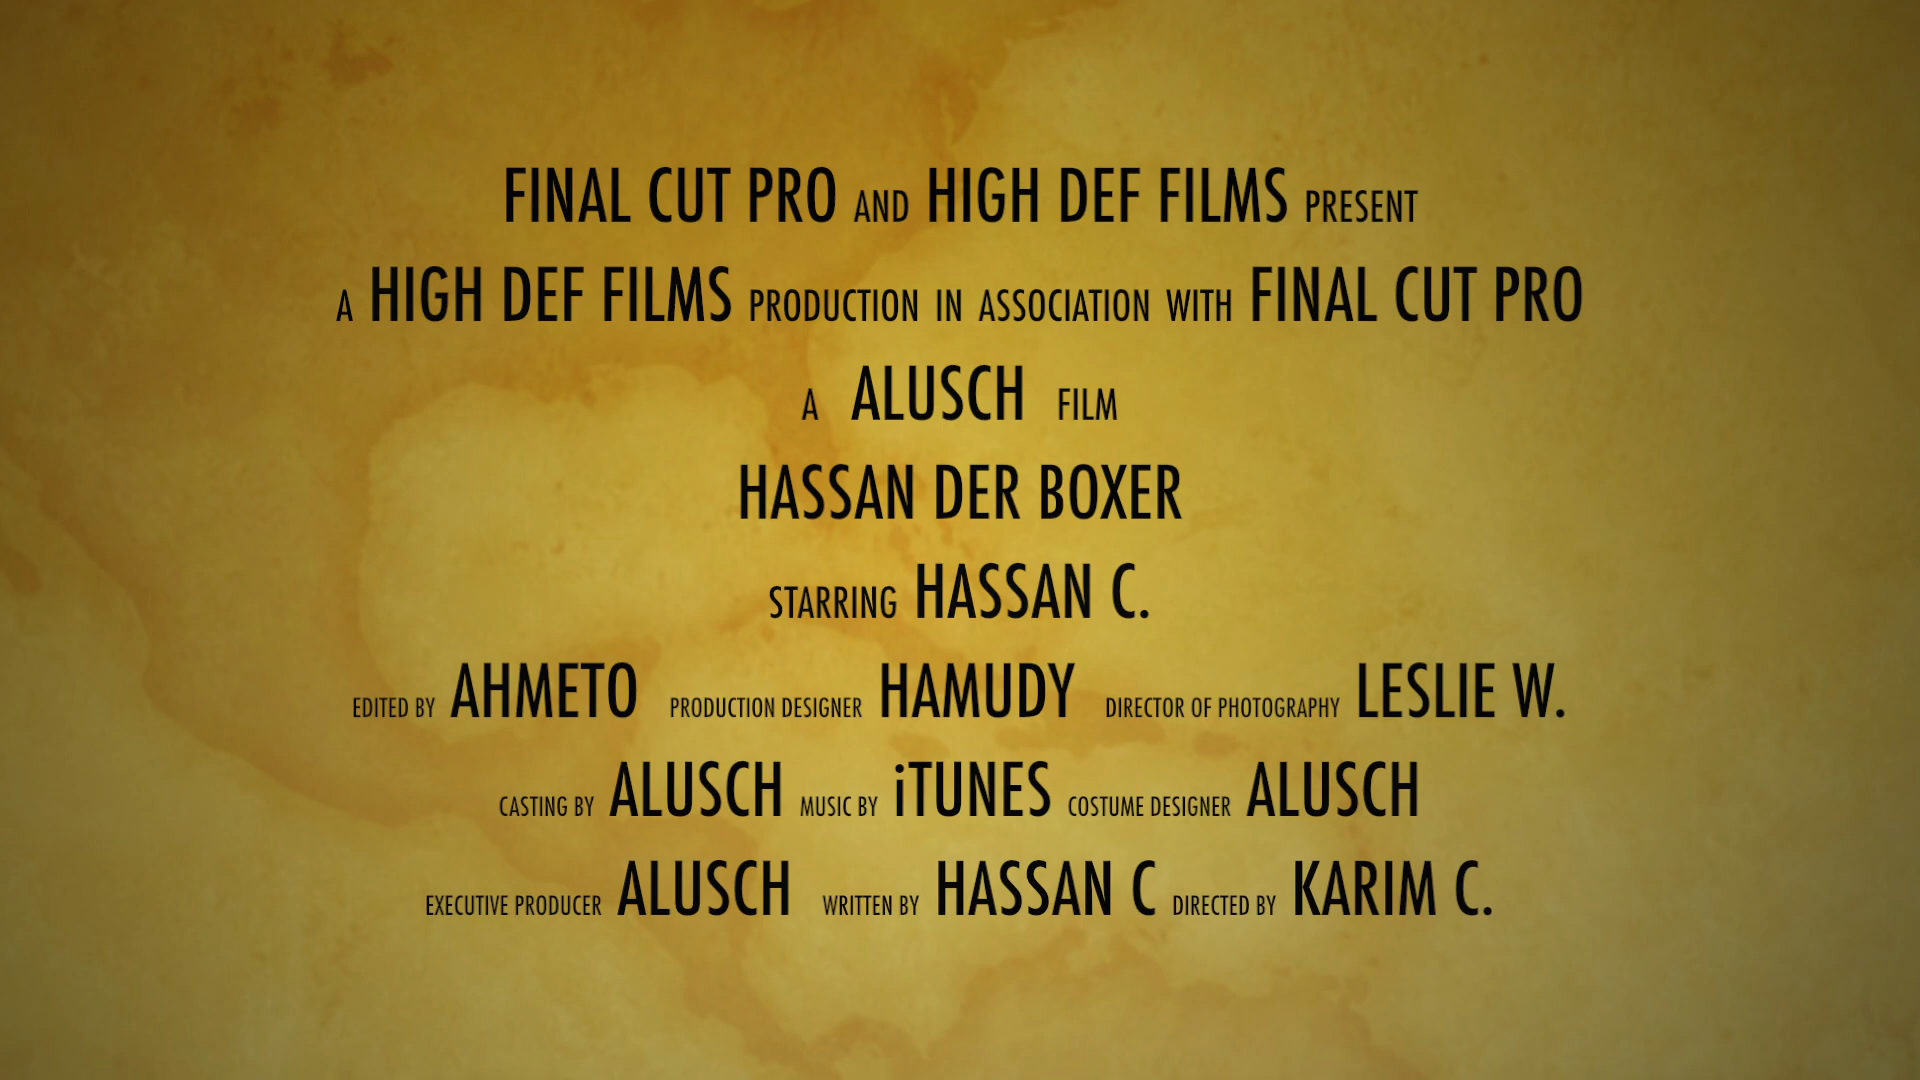 FINAL CUT PRO AND HIGH DEF FILMS PRESENT
A HIGH DEF FILMS PRODUCTION IN ASSOCIATION WITH FINAL CUT PRO
A ALUSCH FILM
HASSAN DER BOXER
STARRING HASSAN C.
EDITED BY AHMETO PRODUCTION DESIGNER HAMUDY DIRECTOR OF PHOTOGRAPHY LESLIE W.
CASTING BY ALUSCH MUSIC BY iTUNES COSTUME DESIGNER ALUSCH
EXECUTIVE PRODUCER ALUSCH WRITTEN BY HASSAN C DIRECTED BY KARIM C.